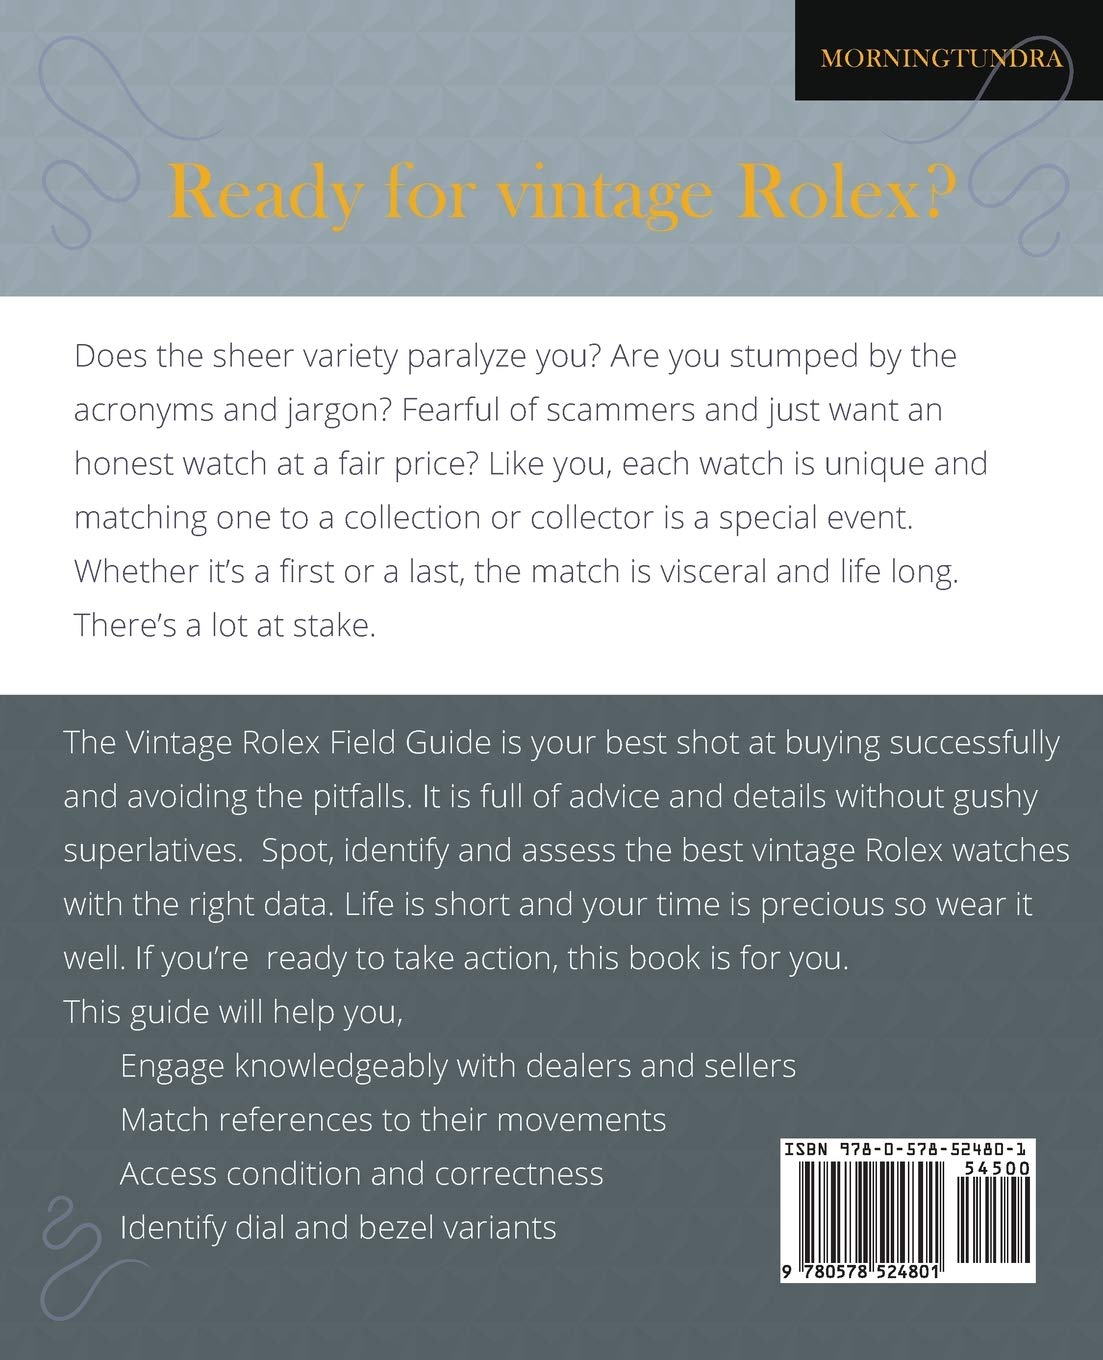 MORNINGTUNDRA
Ready for vintage Rolex?
Does the sheer variety paralyze you? Are you stumped by the
acronyms and jargon? Fearful of scammers and just want an
honest watch at a fair price? Like you, each watch is unique and
matching one to a collection or collector is a special event.
Whether it’s a first or a last, the match is visceral and life long.
There’s a lot at stake.
The Vintage Rolex Field Guide is your best shot at buying successfully
and avoiding the pitfalls. It is full of advice and details without gushy
superlatives.  Spot, identify and assess the best vintage Rolex watches
with the right data. Life is short and your time is precious so wear it
well. If you’re  ready to take action, this book is for you.
This guide will help you,
Engage knowledgeably with dealers and sellers
Match references to their movements
Access condition and correctness
Identify dial and bezel variants
ISBN 978-0-578-52480-1
54500
9 780578 524801